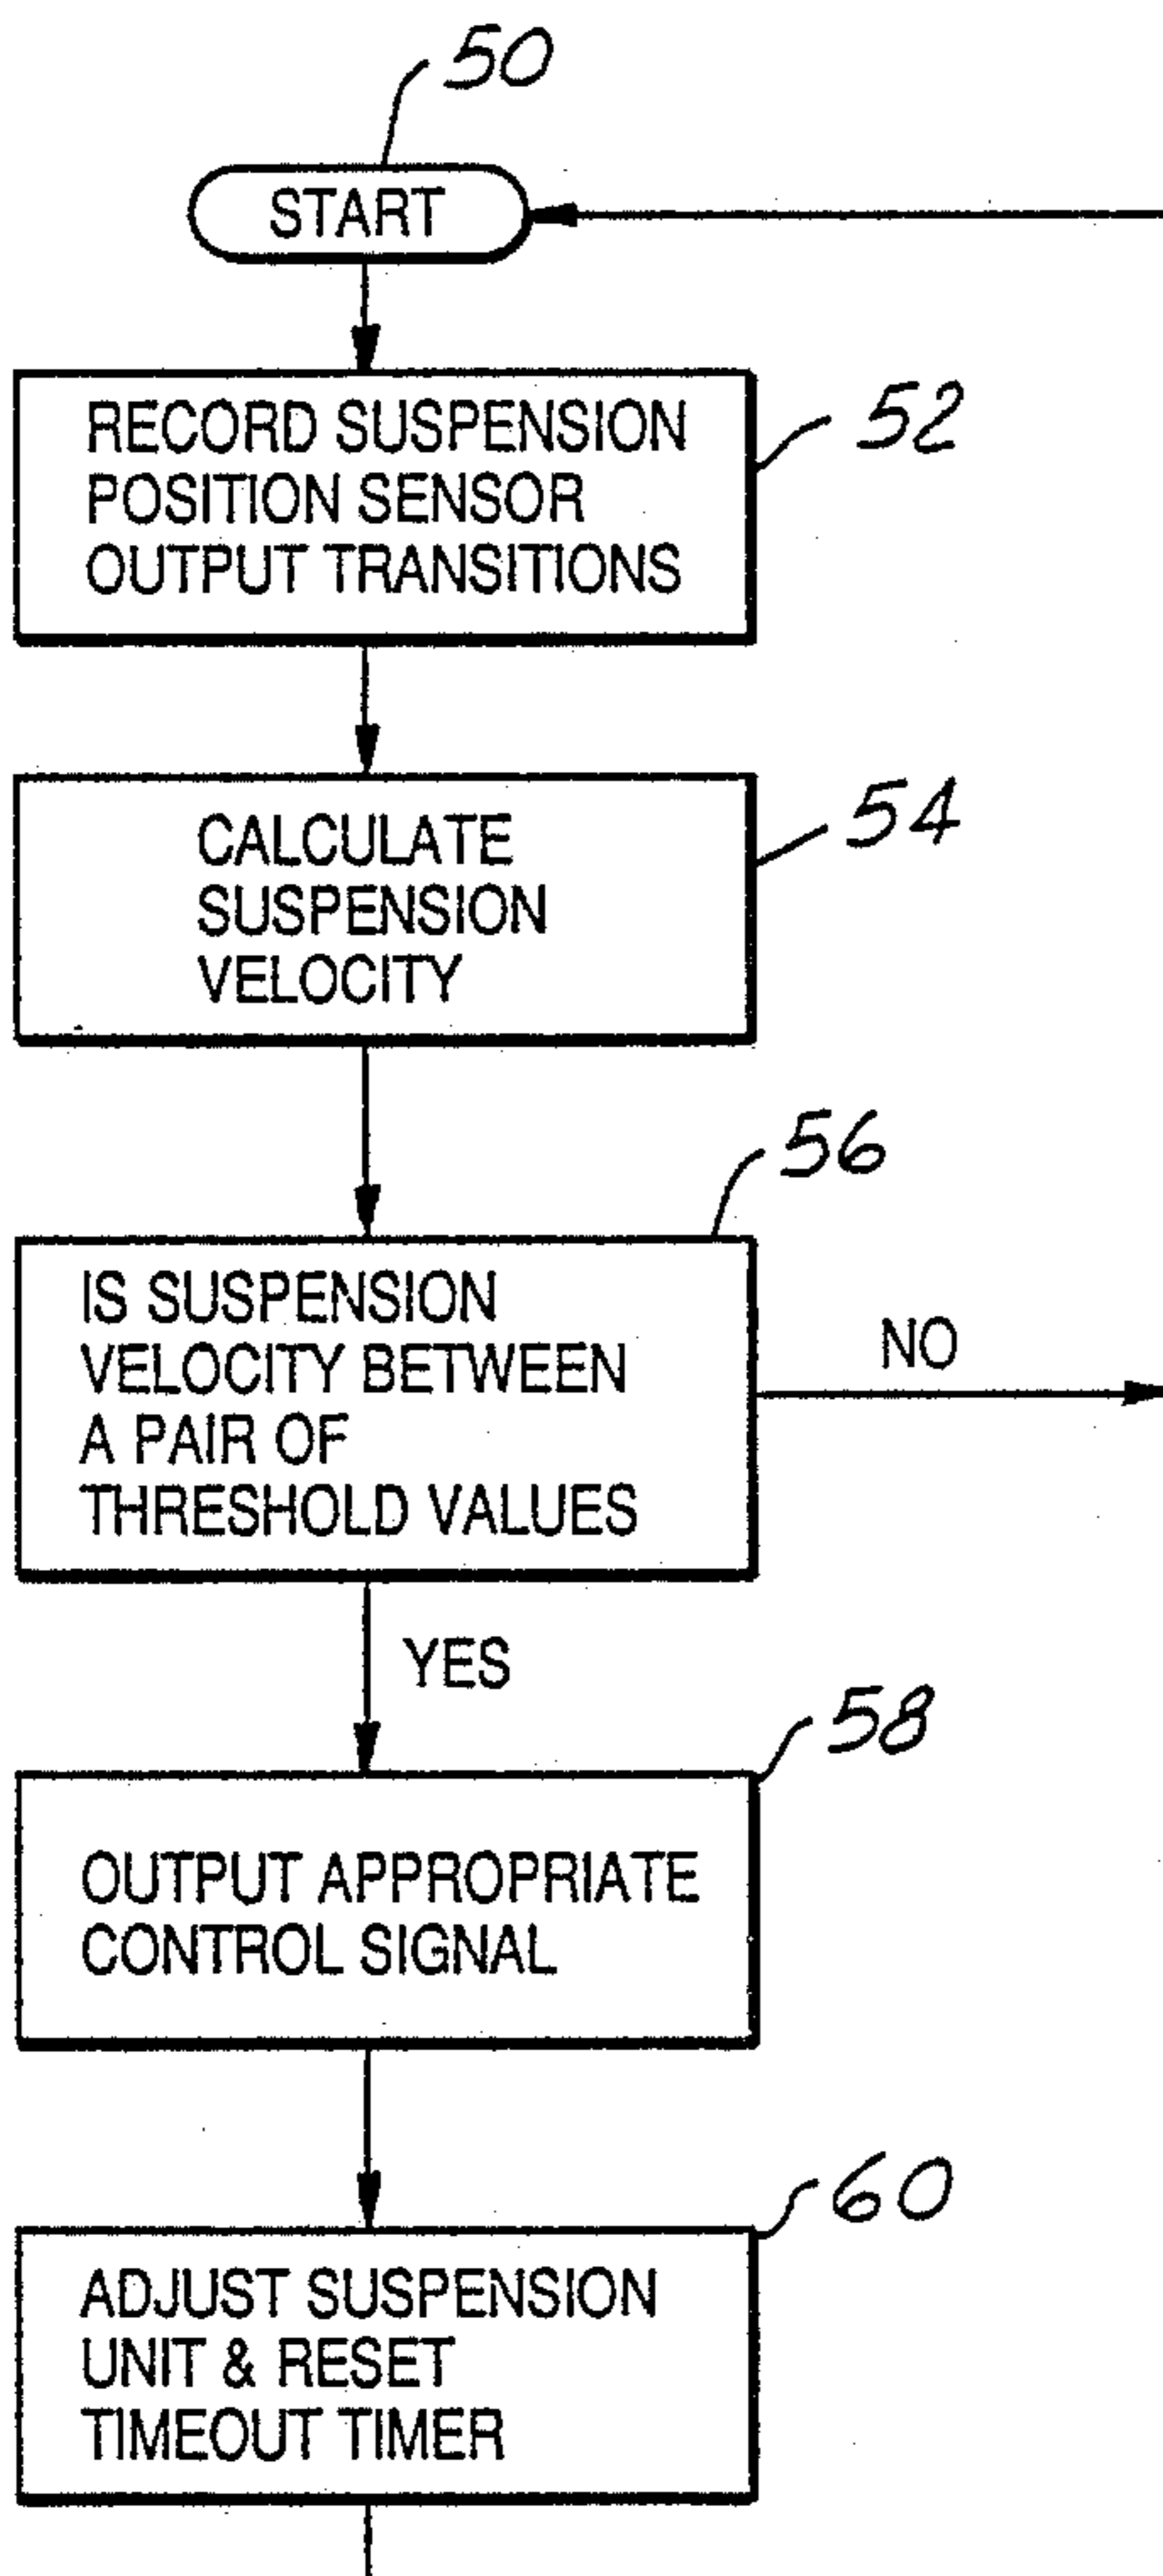 50
START
RECORD SUSPENSION
POSITION SENSOR
OUTPUT TRANSITIONS
52
CALCULATE
SUSPENSION
VELOCITY
54
56
IS SUSPENSION
VELOCITY BETWEEN
A PAIR OF
THRESHOLD VALUES
NO
YES
58
OUTPUT APPROPRIATE
CONTROL SIGNAL
60
ADJUST SUSPENSION
UNIT & RESET
TIMEOUT TIMER